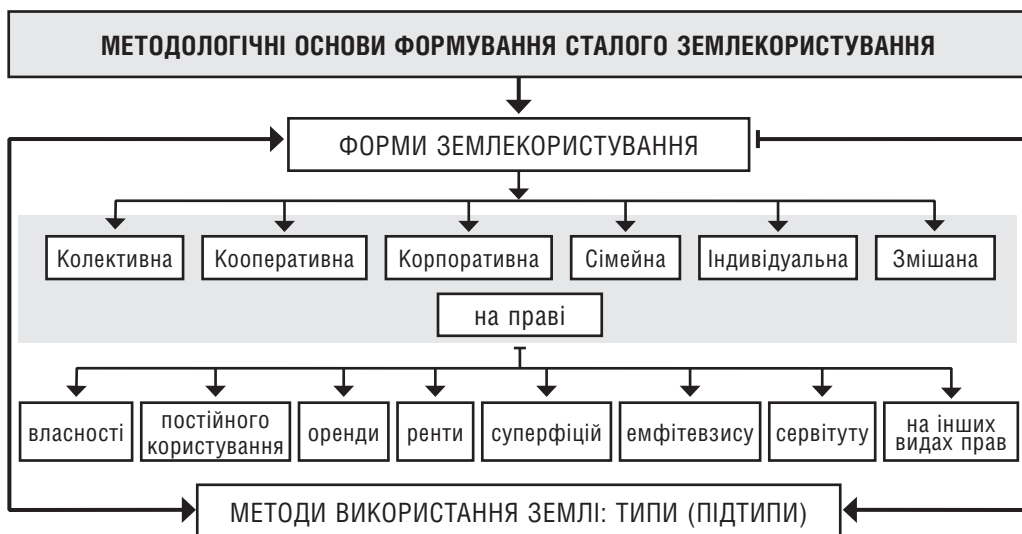 МЕТОДОЛОГІЧНІ ОСНОВИ ФОРМУВАННЯ СТАЛОГО ЗЕМЛЕКОРИСТУВАННЯ
ФОРМИ ЗЕМЛЕКОРИСТУВАННЯ
Колективна
Кооперативна
Корпоративна
Сімейна
Індивідуальна
Змішана
на праві
власності
постійного
користування
оренди
ренти
суперфіцій
емфітевзису
сервітуту
на інших
видах прав
МЕТОДИ ВИКОРИСТАННЯ ЗЕМЛІ: ТИПИ (ПІДТИПИ)